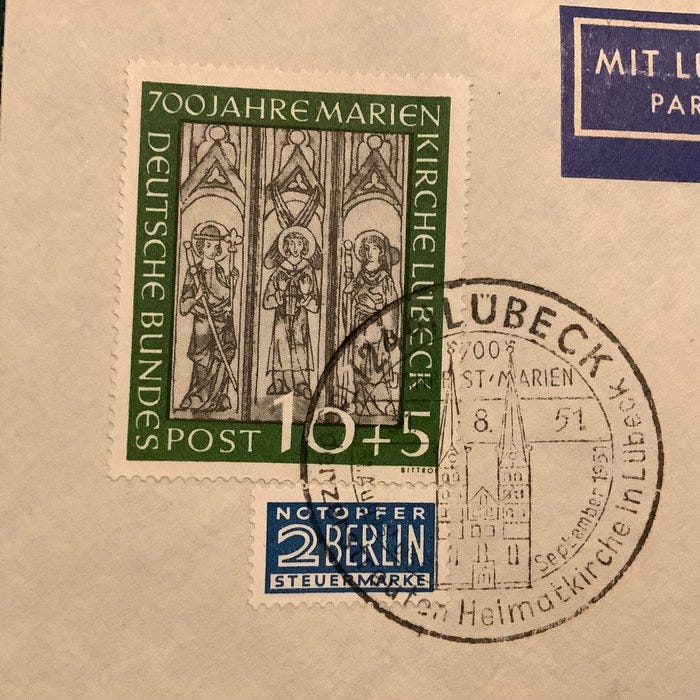 MIT
PAR
700 JAHRE MARIEN
KIRCHE LÜBECK
DEUTSCHE BUNDES
POST 10+5
NOTOPFER
2 BERLIN
STEUERMARKE
LÜBECK
700
ST·MARIEN
8. 51
September 1951
Heimatkirche in Lübeck